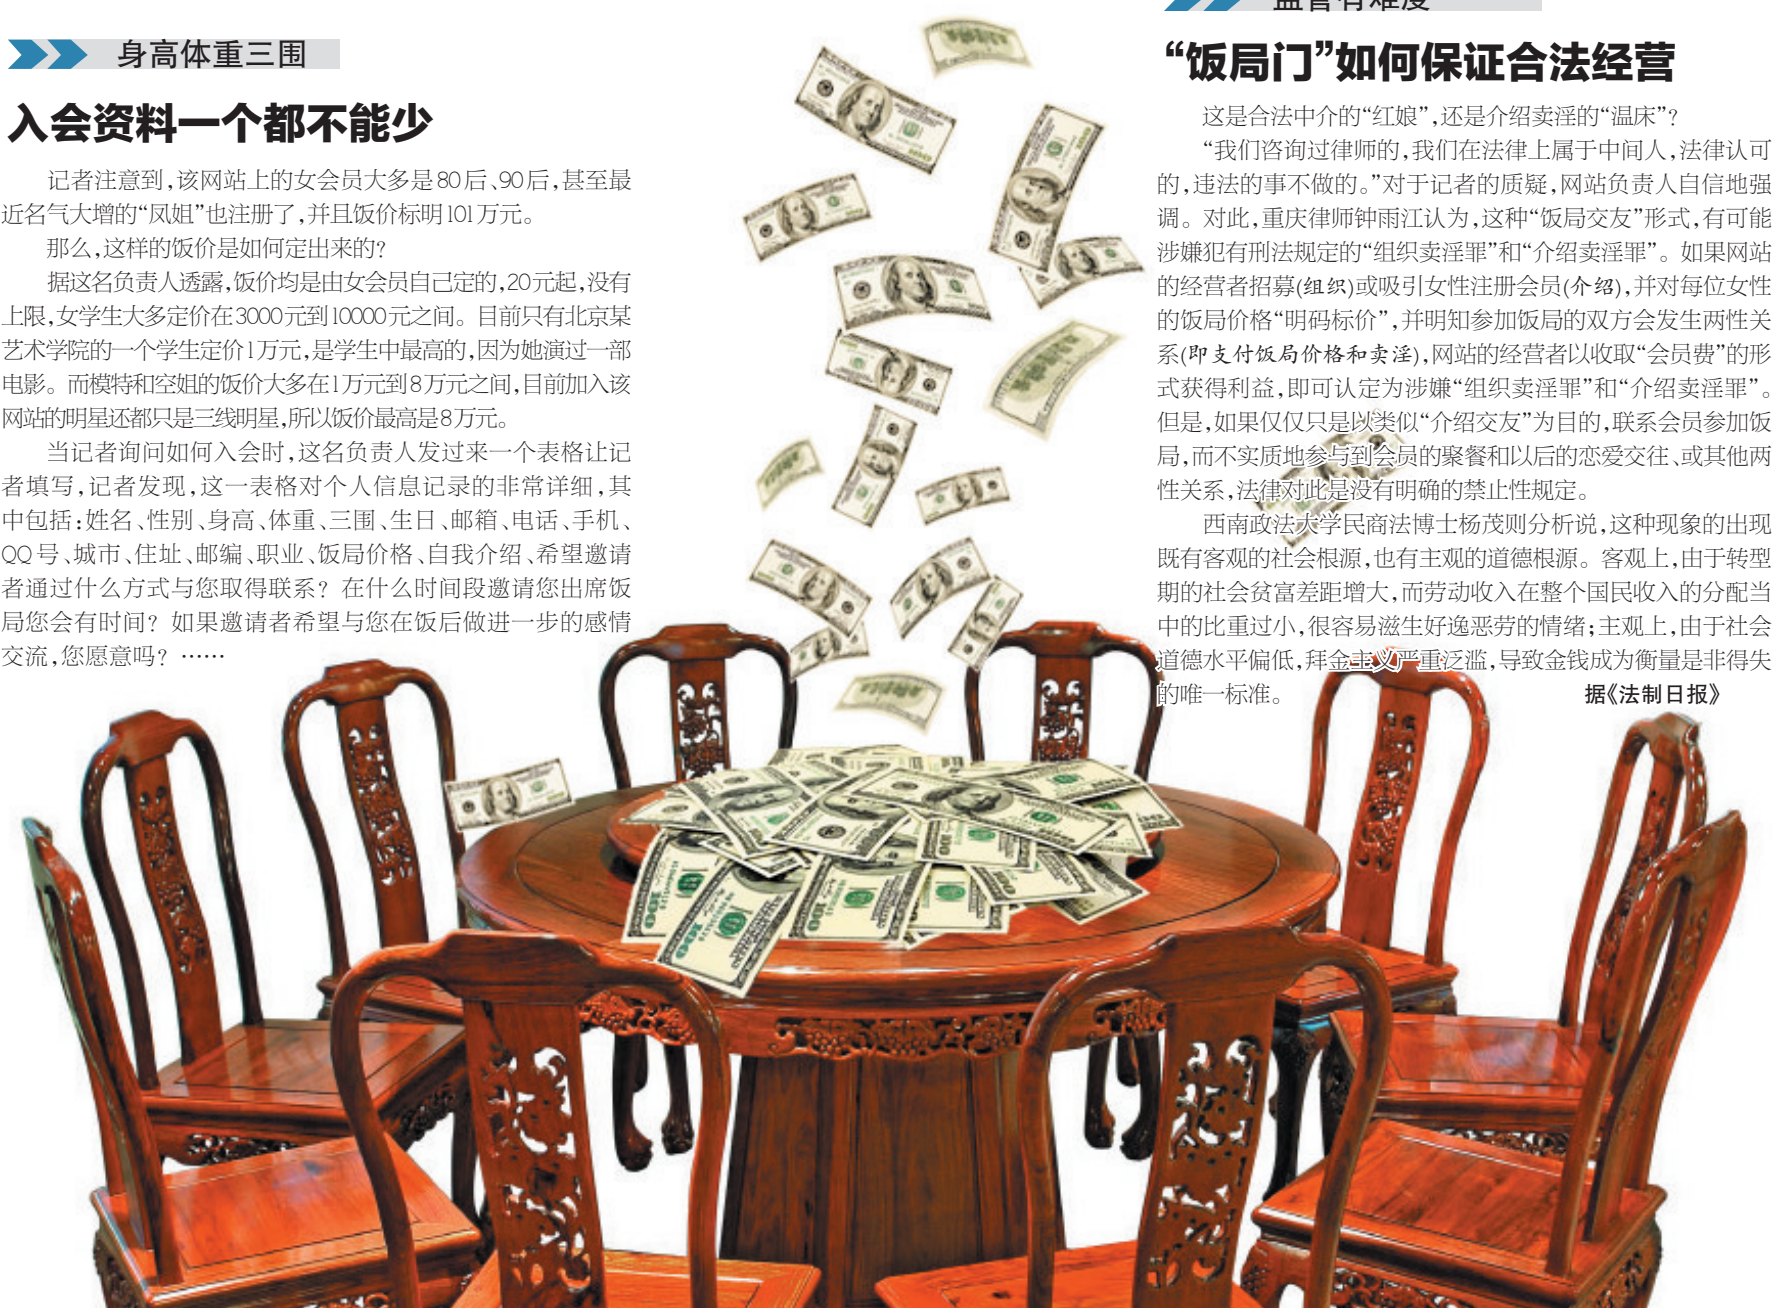 身高体重三围
入会资料一个都不能少
记者注意到,该网站上的女会员大多是80后、90后,甚至最
近名气大增的“凤姐”也注册了,并且饭价标明101万元。
那么,这样的饭价是如何定出来的?
据这名负责人透露,饭价均是由女会员自己定的,20元起,没有
上限,女学生大多定价在3000元到10000元之间。目前只有北京某
艺术学院的一个学生定价1万元,是学生中最高的,因为她演过一部
电影。而模特和空姐的饭价大多在1万元到8万元之间,目前加入该
网站的明星还都只是三线明星,所以饭价最高是8万元。
当记者询问如何入会时,这名负责人发过来一个表格让记
者填写,记者发现,这一表格对个人信息记录的非常详细,其
中包括:姓名、性别、身高、体重、三围、生日、邮箱、电话、手机、
QQ号、城市、住址、邮编、职业、饭局价格、自我介绍、希望邀请
者通过什么方式与您取得联系?在什么时间段邀请您出席饭
局您会有时间?如果邀请者希望与您在饭后做进一步的感情
交流,您愿意吗?……
监管有难度
“饭局门”如何保证合法经营
这是合法中介的“红娘”,还是介绍卖淫的“温床”?
“我们咨询过律师的,我们在法律上属于中间人,法律认可
的,违法的事不做的。”对于记者的质疑,网站负责人自信地强
调。对此,重庆律师钟雨江认为,这种“饭局交友”形式,有可能
涉嫌犯有刑法规定的“组织卖淫罪”和“介绍卖淫罪”。如果网站
的经营者招募(组织)或吸引女性注册会员(介绍),并对每位女性
的饭局价格“明码标价”,并明知参加饭局的双方会发生两性关
系(即支付饭局价格和卖淫),网站的经营者以收取“会员费”的形
式获得利益,即可认定为涉嫌“组织卖淫罪”和“介绍卖淫罪”。
但是,如果仅仅只是以类似“介绍交友”为目的,联系会员参加饭
局,而不实质地参与到会员的聚餐和以后的恋爱交往、或其他两
性关系,法律对此是没有明确的禁止性规定。
西南政法大学民商法博士杨茂则分析说,这种现象的出现
既有客观的社会根源,也有主观的道德根源。客观上,由于转型
期的社会贫富差距增大,而劳动收入在整个国民收入的分配当
中的比重过小,很容易滋生好逸恶劳的情绪;主观上,由于社会
道德水平偏低,拜金主义严重泛滥,导致金钱成为衡量是非得失
的唯一标准。
据《法制日报》